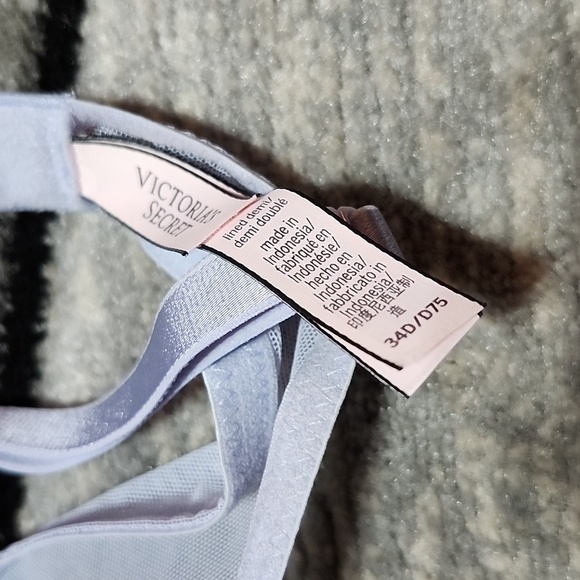 VICTORIA'S
SECRET
lined demi/
demi doublé
made in
Indonesia/
fabriqué en
Indonésie/
hecho en
Indonesia/
fabbricato in
Indonesia/
印度尼西亚制
造
34D/D75